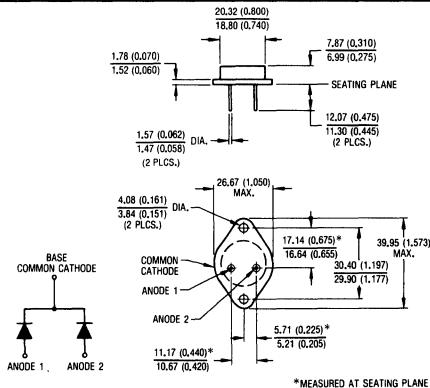 20.32 (0.800)
18.80 (0.740)
7.87 (0.310)
6.99 (0.275)
1.78 (0.070)
1.52 (0.060)
SEATING PLANE
12.07 (0.475)
11.30 (0.445)
(2 PLCS.)
1.57 (0.062)
1.47 (0.058) DIA.
(2 PLCS.)
26.67 (1.050)
MAX.
4.08 (0.161)
3.84 (0.151) DIA.
(2 PLCS.)
17.14 (0.675)*
16.64 (0.655)
39.95 (1.573)
MAX.
30.40 (1.197)
29.90 (1.177)
COMMON
CATHODE
ANODE 1
ANODE 2
5.71 (0.225)*
5.21 (0.205)
11.17 (0.440)*
10.67 (0.420)
BASE
COMMON CATHODE
ANODE 1
ANODE 2
*MEASURED AT SEATING PLANE